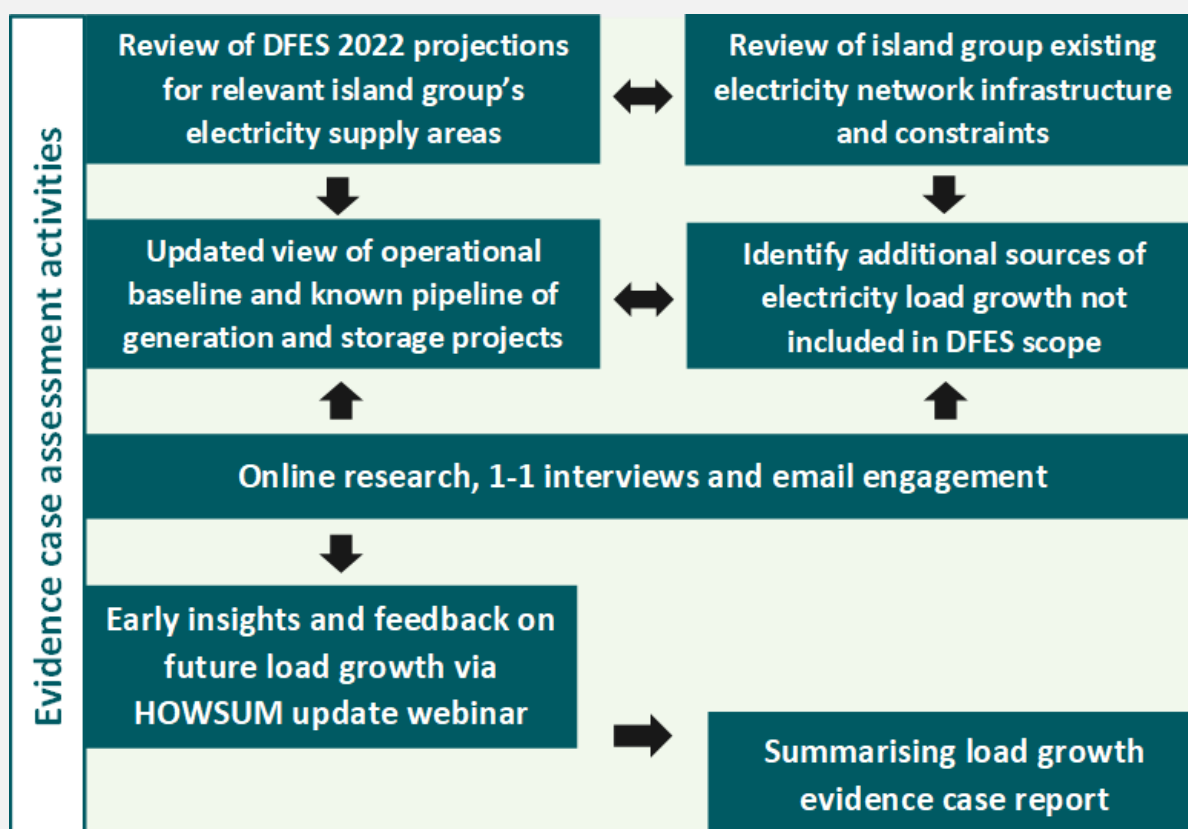 Evidence case assessment activities
Review of DFES 2022 projections
for relevant island group's
electricity supply areas
Review of island group existing
electricity network infrastructure
and constraints
Updated view of operational
baseline and known pipeline of
generation and storage projects
Identify additional sources of
electricity load growth not
included in DFES scope
Online research, 1-1 interviews and email engagement
Early insights and feedback on
future load growth via
HOWSUM update webinar
Summarising load growth
evidence case report